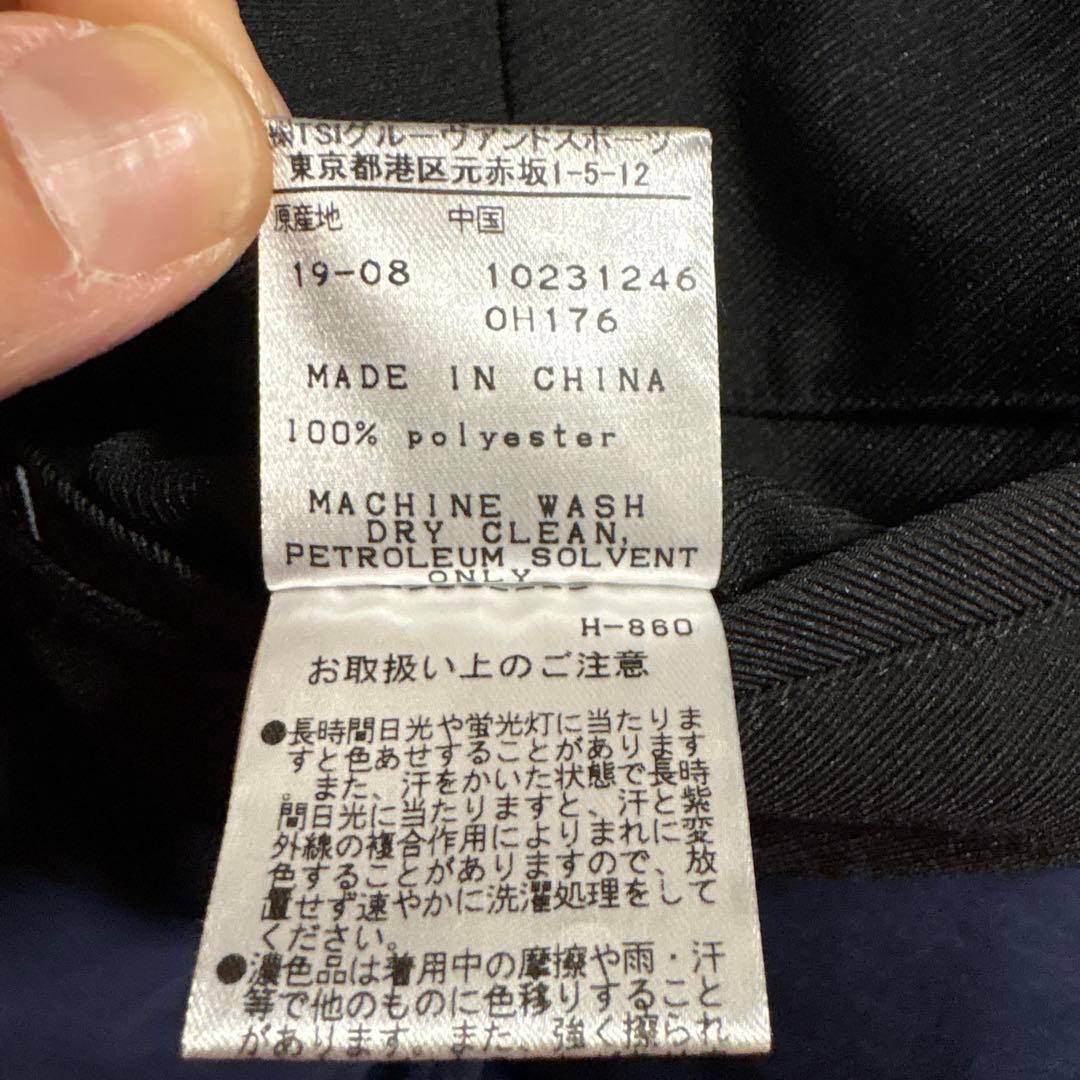 ㈱TSIグルーヴアンドスポーツ
東京都港区元赤坂1-5-12
原産地 中国
19-08 10231246
0H176
MADE IN CHINA
100% polyester
MACHINE WASH
DRY CLEAN,
PETROLEUM SOLVENT
ONLY
H-860
お取扱い上のご注意
●長時間日光や蛍光灯に当たりま
すと色あせすることがあります
。また、汗をかいた状態で長時
間日光に当たりますと、汗と紫
外線の複合作用により、まれに変
色することがありますので、放
置せず速やかに洗濯処理をして
ください。
●濃色品は着用中の摩擦や雨・汗
等で他のものに色移りすること
があります。また、強く擦られ